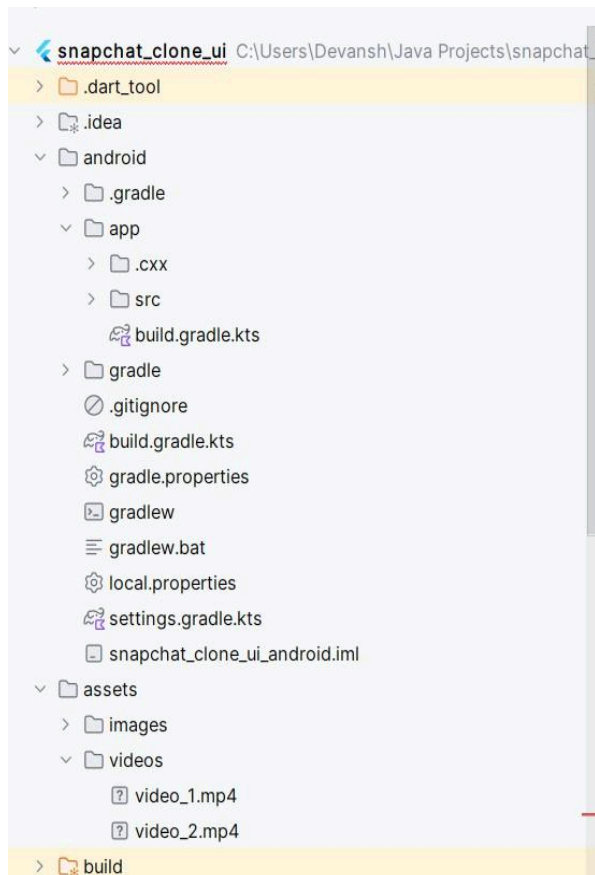 snapchat_clone_ui C:\Users\Devansh\Java Projects\snapchat_
.dart_tool
.idea
android
.gradle
app
.cxx
src
build.gradle.kts
gradle
.gitignore
build.gradle.kts
gradle.properties
gradlew
gradlew.bat
local.properties
settings.gradle.kts
snapchat_clone_ui_android.iml
assets
images
videos
video_1.mp4
video_2.mp4
build